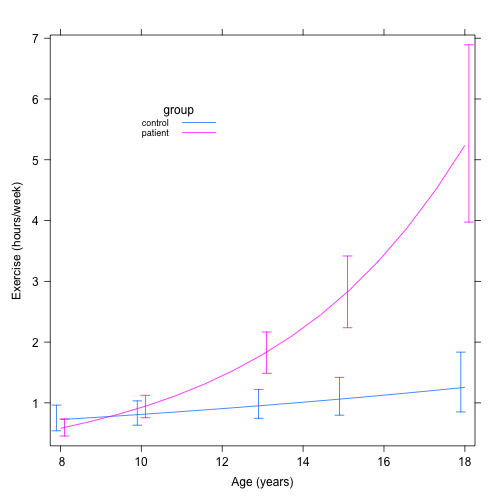 7
6
5
4
3
2
1
Exercise (hours/week)
group
control
patient
8 10 12 14 16 18
Age (years)